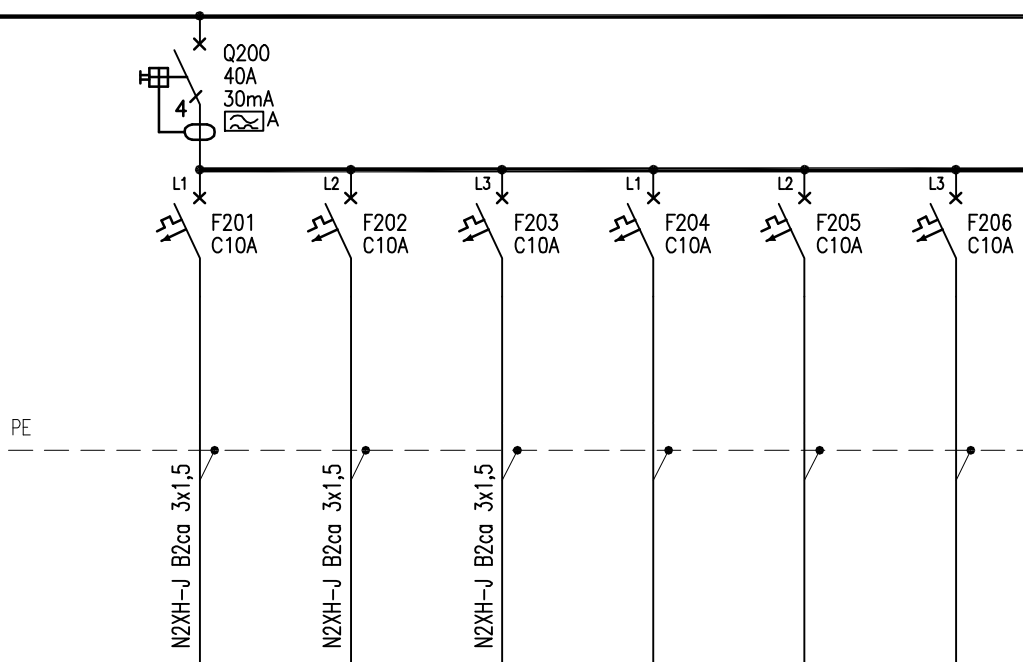 Q200
40A
30mA
A
4
L1
L2
L3
L1
L2
L3
F201
C10A
F202
C10A
F203
C10A
F204
C10A
F205
C10A
F206
C10A
PE
N2XH-J B2ca 3x1,5
N2XH-J B2ca 3x1,5
N2XH-J B2ca 3x1,5